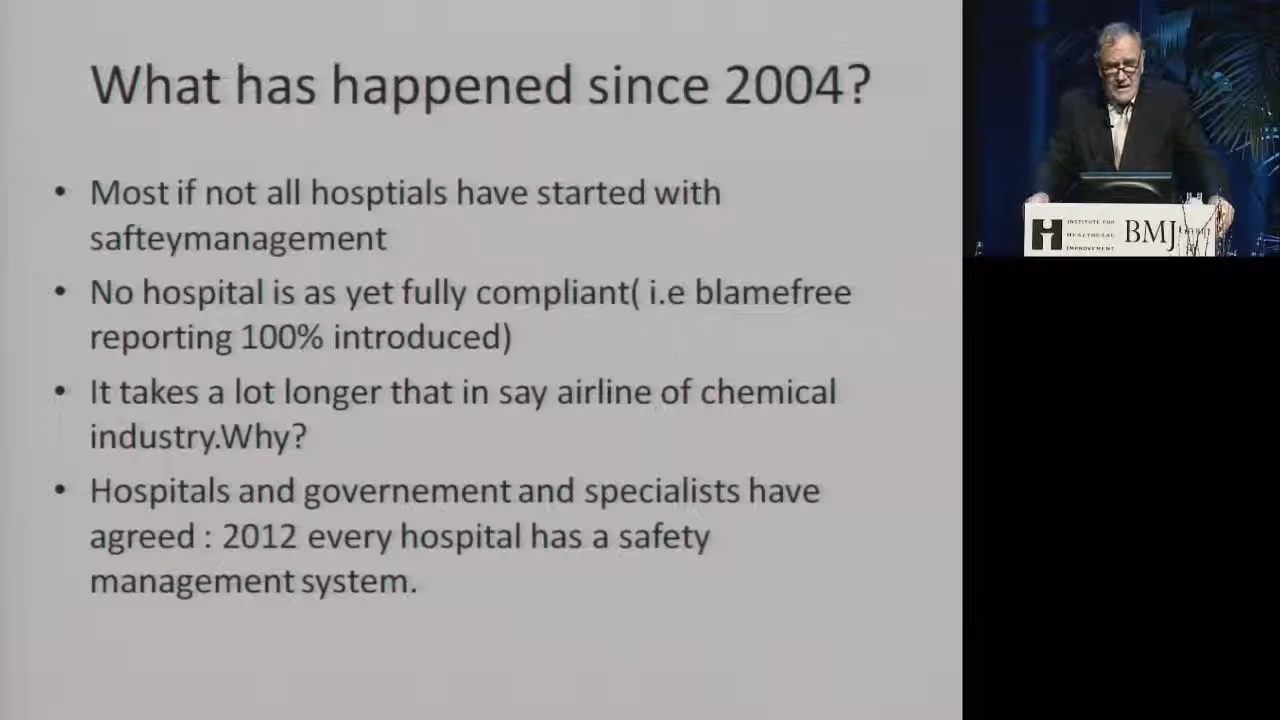 What has happened since 2004?
• Most if not all hosptials have started with
safteymanagement
• No hospital is as yet fully compliant( i.e blamefree
reporting 100% introduced)
• It takes a lot longer that in say airline of chemical
industry.Why?
• Hospitals and governement and specialists have
agreed : 2012 every hospital has a safety
management system.
INSTITUTE FOR
HEALTHCARE
IMPROVEMENT
BMJ